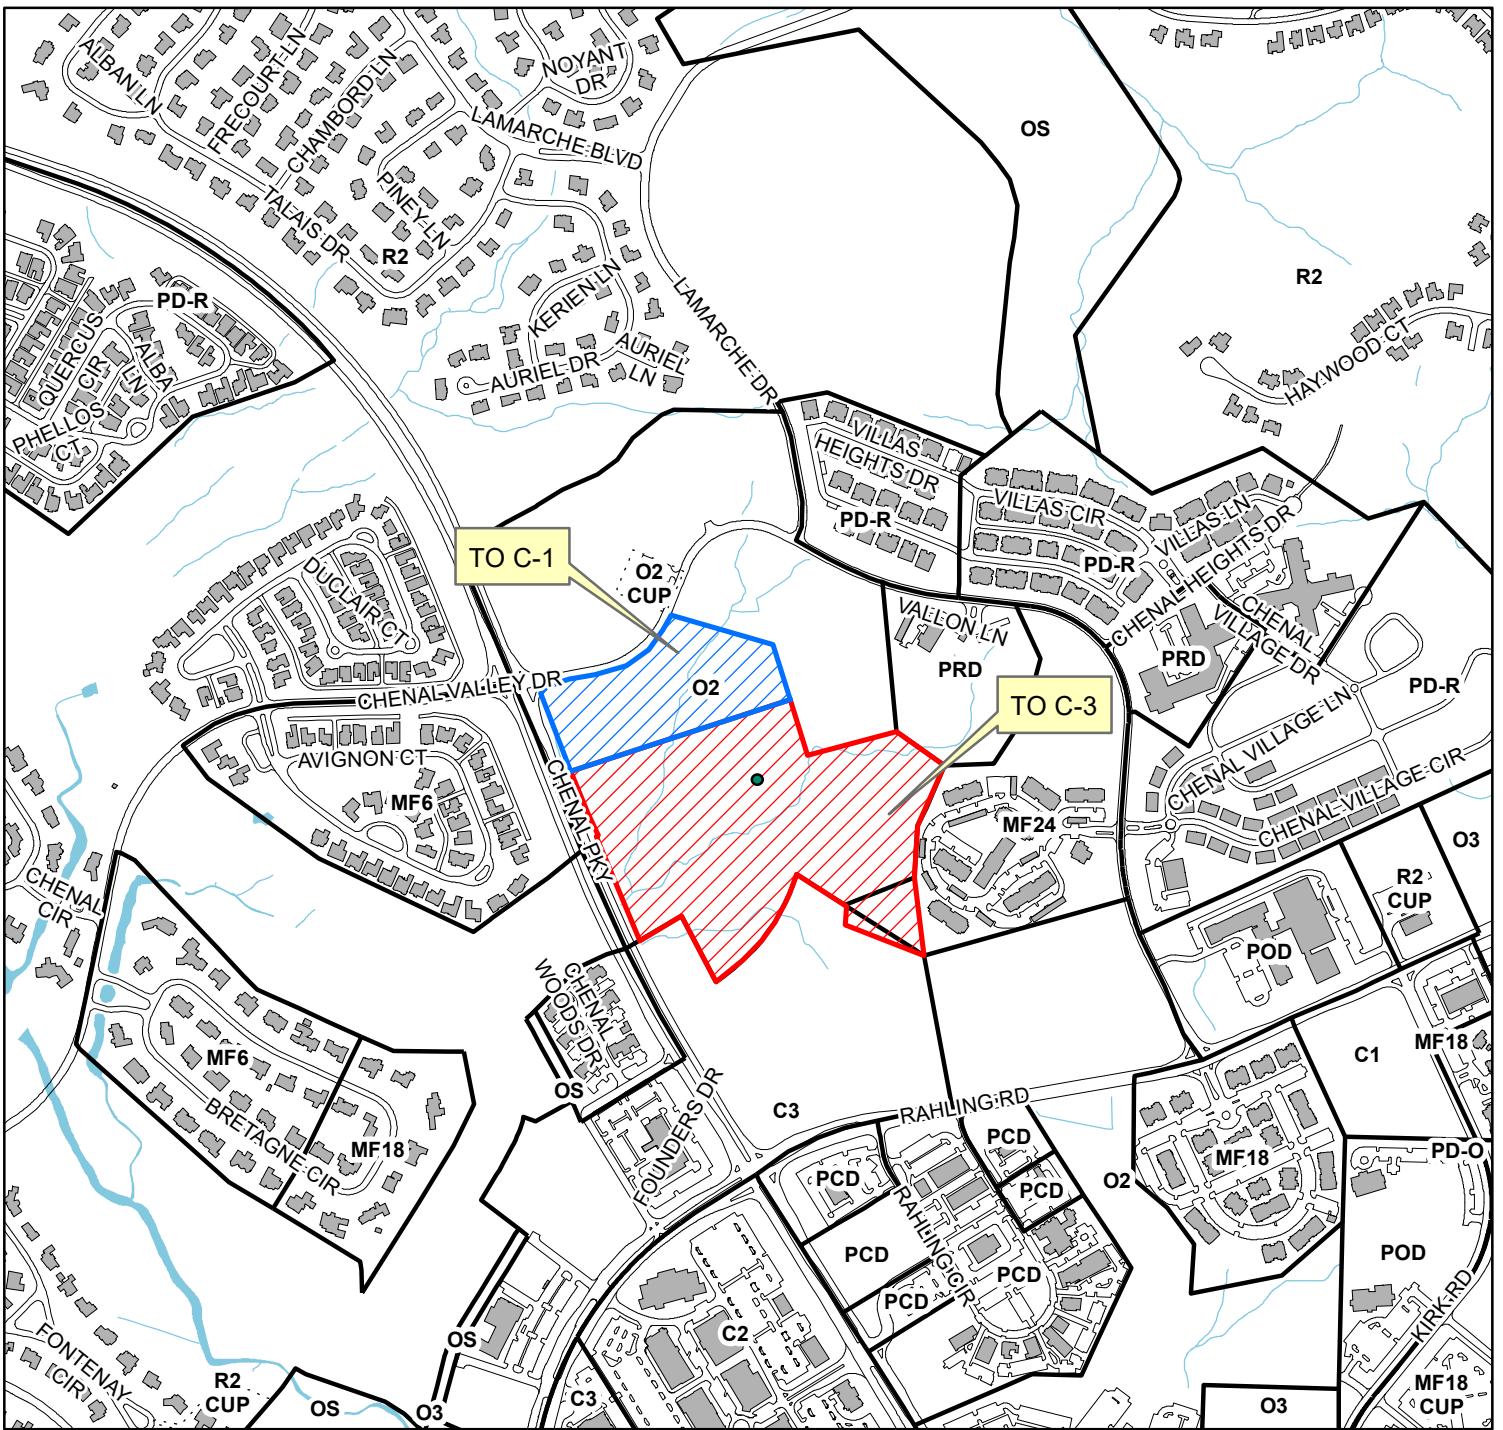 NOYANT
DR
ALBAN LN
FRECOURT LN
CHAMBORD LN
LAMARCHE BLVD
OS
PINEY LN
TALAIS DR
R2
R2
PD-R
KERIEN LN
LAMARCHE DR
QUERCUS
CIR
ALBA
LN
AURIEL
LN
AURIEL DR
HAYWOOD CT
PHELLOS
CT
VILLAS
HEIGHTS DR
VILLAS CIR
VILLAS LN
PD-R
PD-R
CHENAL HEIGHTS DR
TO C-1
O2
CUP
DUCLAIR CT
VALLON LN
CHENAL
VILLAGE DR
PRD
PRD
O2
CHENAL VALLEY DR
PD-R
TO C-3
CHENAL VILLAGE LN
AVIGNON CT
CHENAL PKY
MF6
CHENAL VILLAGE CIR
MF24
O3
R2
CUP
CHENAL
CIR
POD
CHENAL
WOODS DR
MF6
MF18
C1
OS
FOUNDERS DR
C3
RAHLING RD
BRETAGNE CIR
MF18
PCD
MF18
PD-O
PCD
PCD
O2
RAHLING CIR
PCD
POD
PCD
PCD
KIRK RD
C2
OS
FONTENAY
CIR
R2
CUP
OS
O3
C3
O3
MF18
CUP